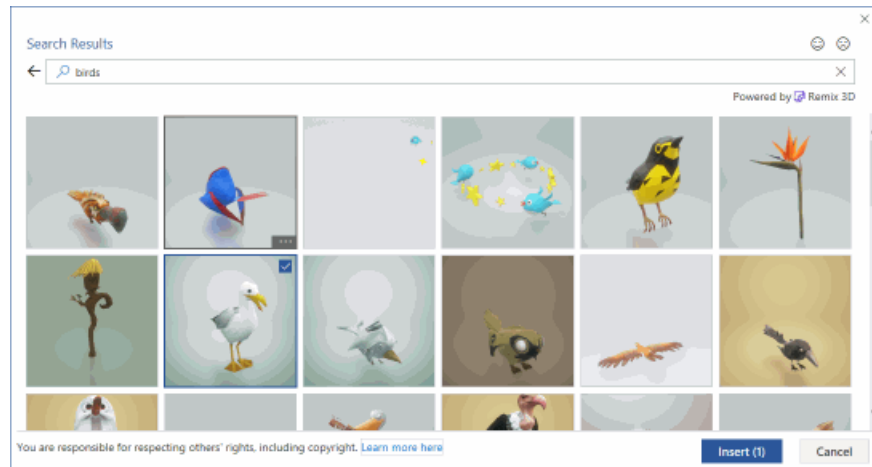 Search Results
birds
Powered by Remix 3D
You are responsible for respecting others' rights, including copyright. Learn more here
Insert (1)
Cancel